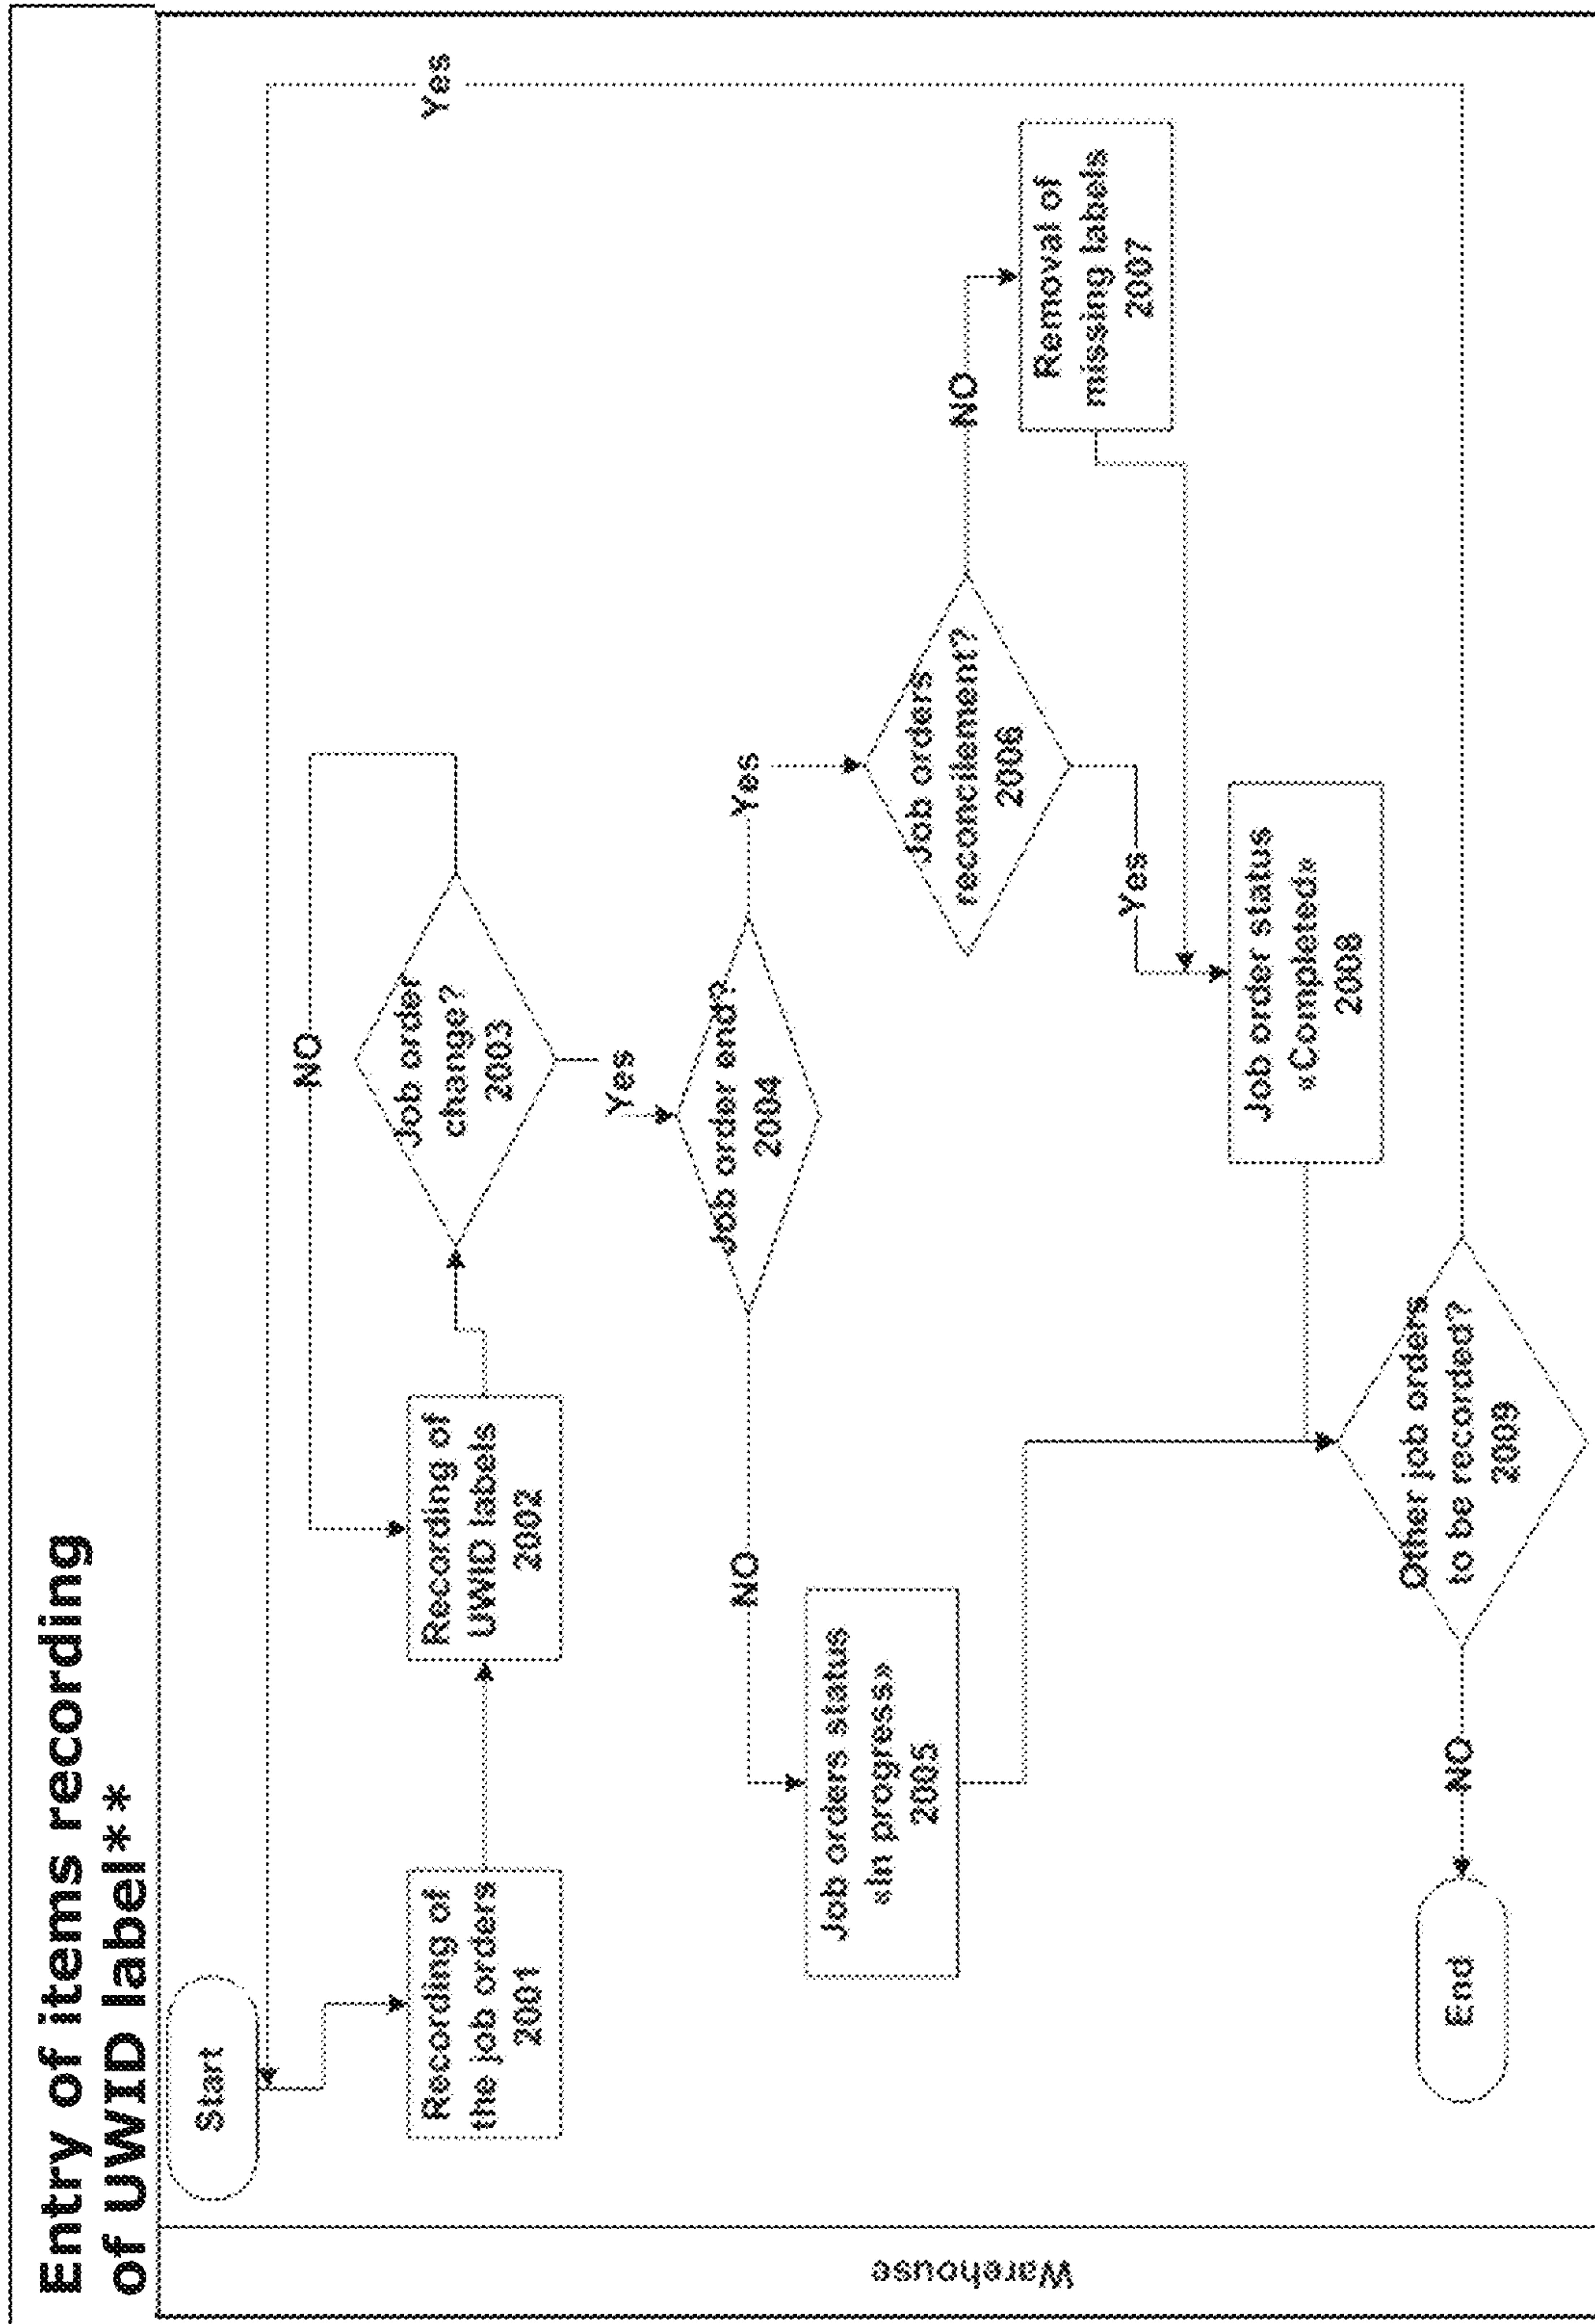 Entry of items recording
of UWID label**
Warehouse
Start
Yes
Recording of
the job orders
2001
Recording of
UWID labels
2002
NO
Job order
change?
2003
Yes
Job order end?
2004
NO
Yes
Job orders status
«In progress»
2005
Job orders
reconcilement?
2006
NO
Removal of
missing labels
2007
Yes
Job order status
«Completed»
2008
Other job orders
to be recorded?
2009
NO
End